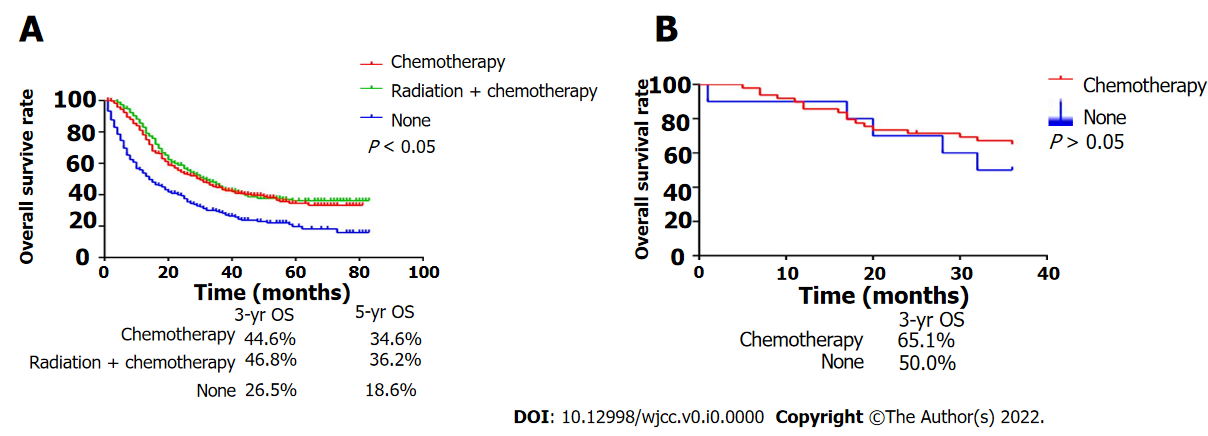 A
Chemotherapy
Radiation + chemotherapy
None
P < 0.05
Overall survive rate
100
80
60
40
20
0
0 20 40 60 80 100
Time (months)
3-yr OS 5-yr OS
Chemotherapy 44.6% 34.6%
Radiation + chemotherapy 46.8% 36.2%
None 26.5% 18.6%
B
Chemotherapy
None
P > 0.05
Overall survival rate
100
80
60
40
20
0
0 10 20 30 40
Time (months)
3-yr OS
Chemotherapy 65.1%
None 50.0%
DOI: 10.12998/wjcc.v0.i0.0000 Copyright ©The Author(s) 2022.